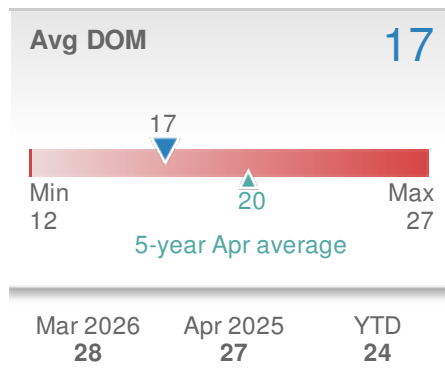 Avg DOM 17
17
Min Max
12 20 27
5-year Apr average
Mar 2026 Apr 2025 YTD
28 27 24